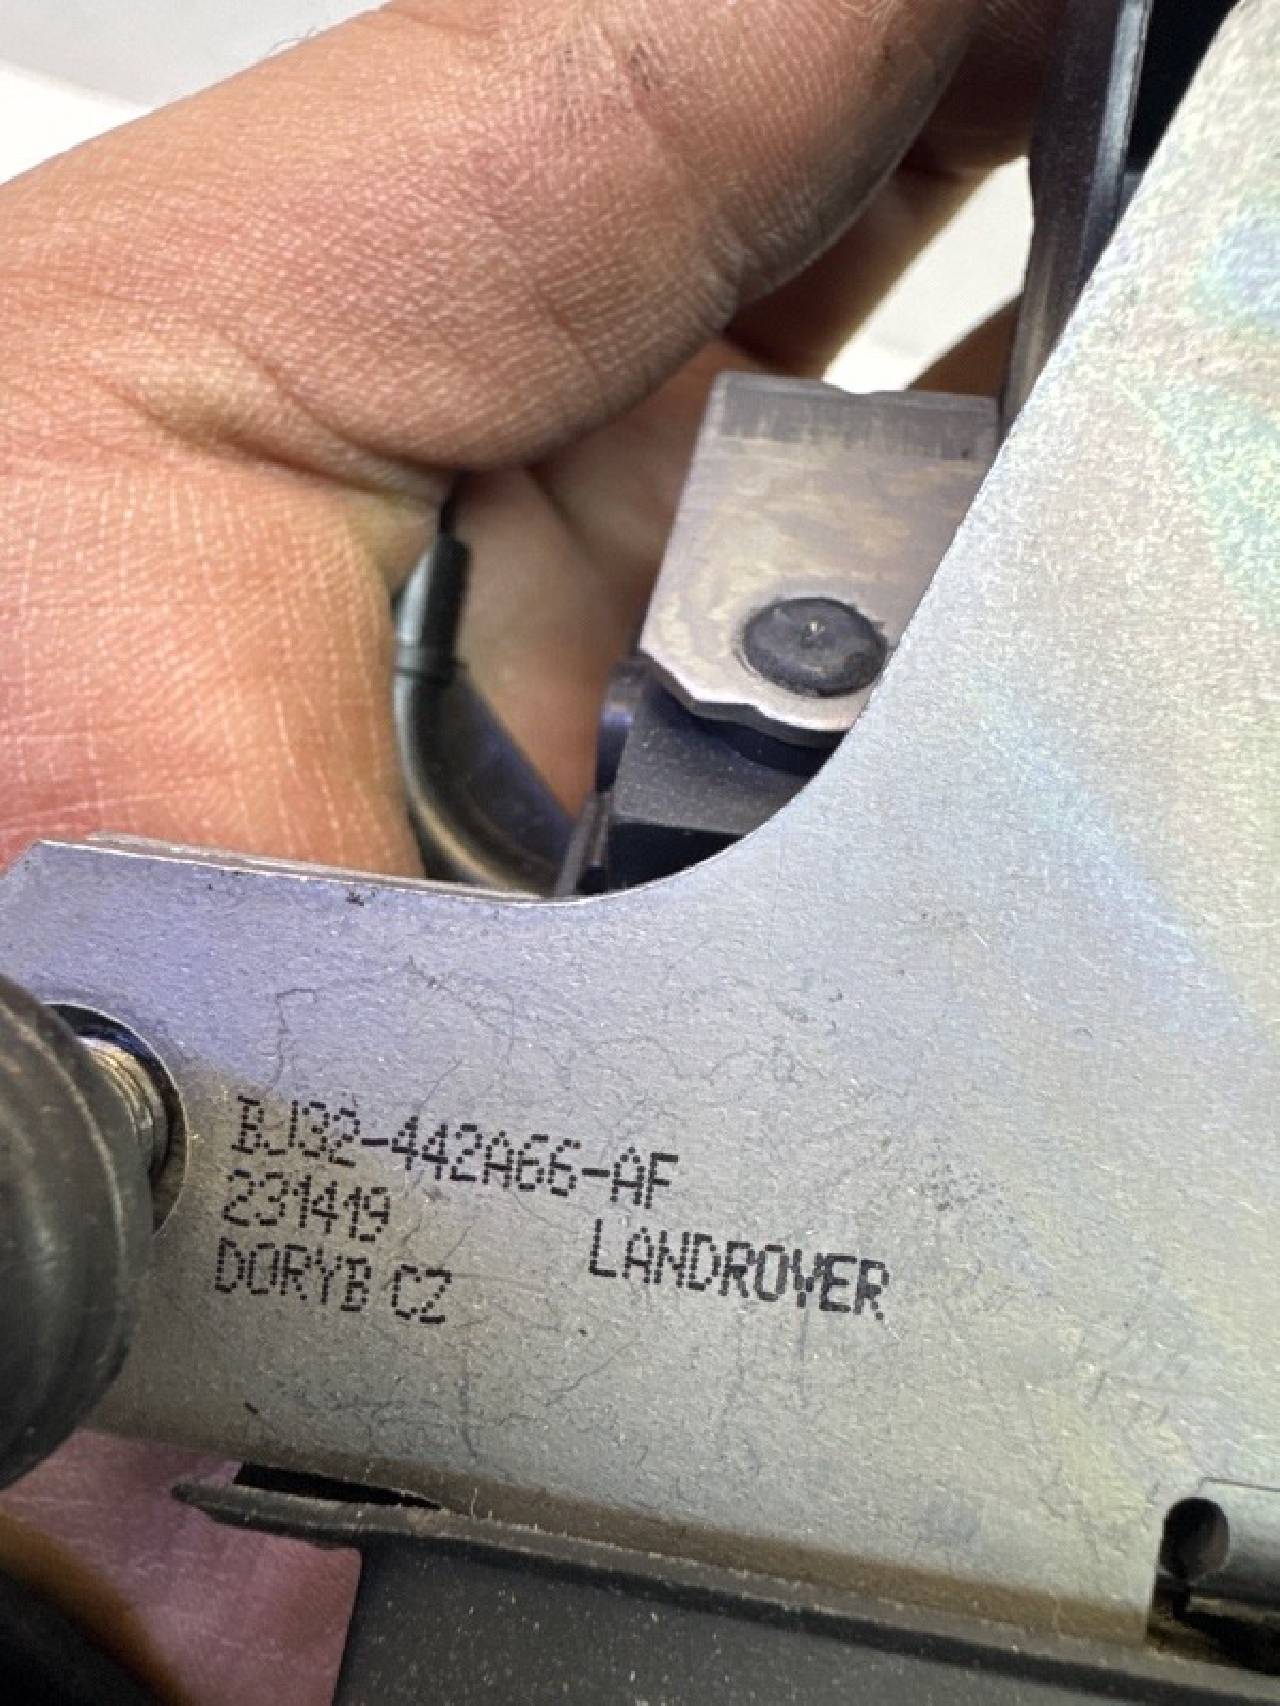 BJ32-442A66-AF
231419
DORYB CZ
LANDROVER